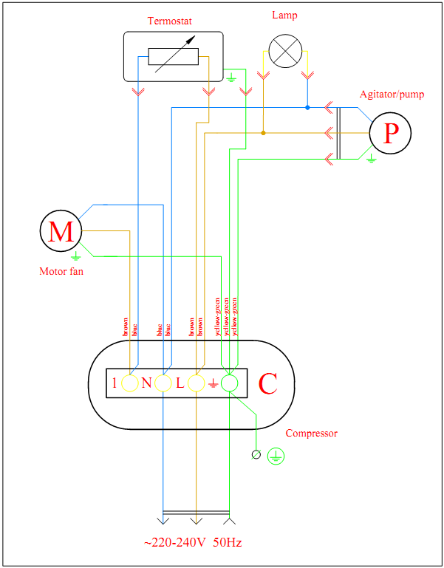 Termostat
Lamp
Agitator/pump
P
M
Motor fan
brown
blue
blue
blue
brown
brown
yellow-green
yellow-green
yellow-green
1 N L C
Compressor
~220-240V 50Hz